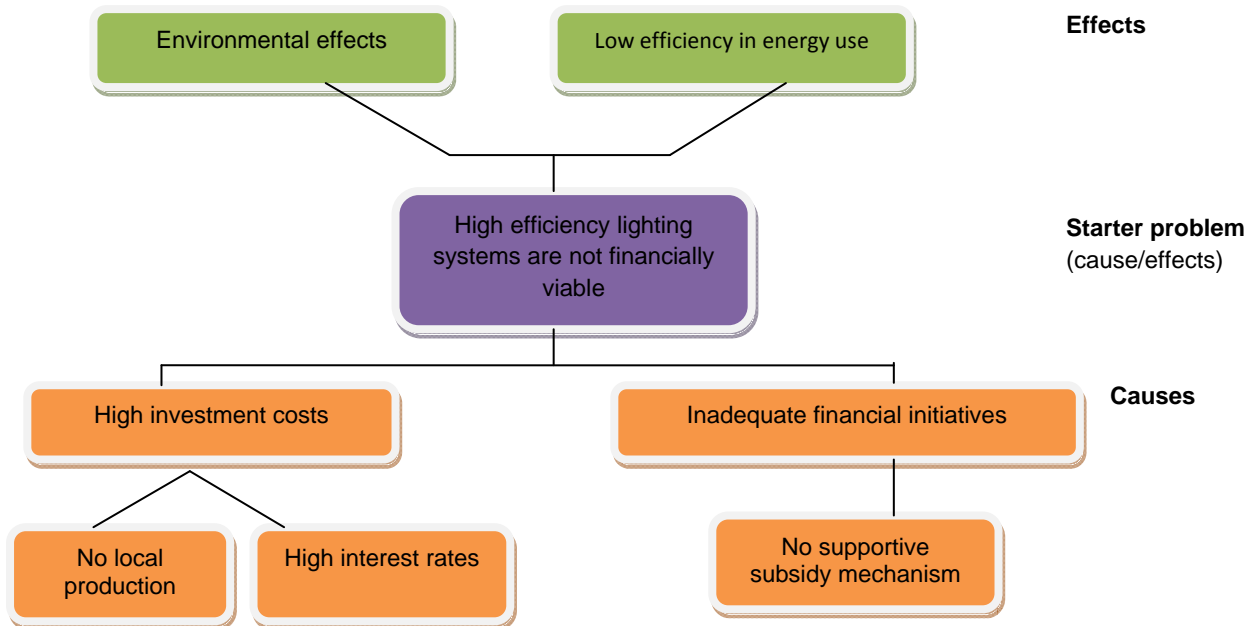 Environmental effects
Low efficiency in energy use
Effects
High efficiency lighting
systems are not financially
viable
Starter problem
(cause/effects)
High investment costs
Inadequate financial initiatives
Causes
No local
production
High interest rates
No supportive
subsidy mechanism